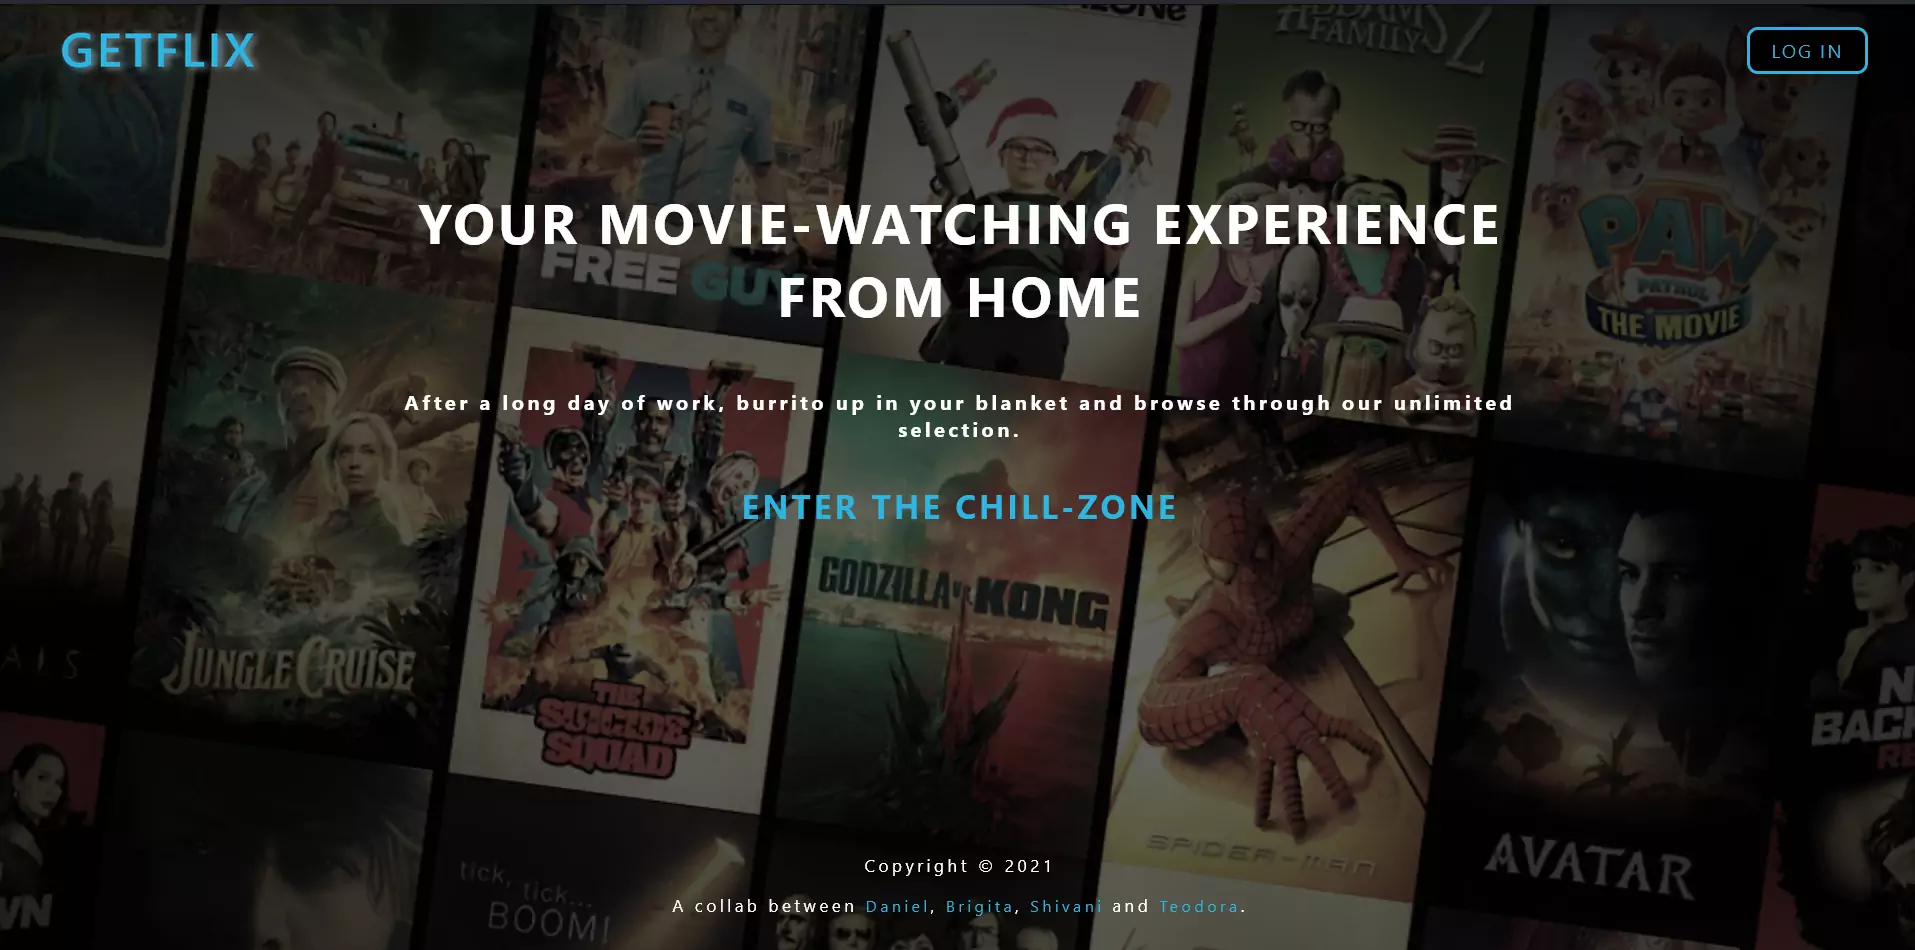 GETFLIX
LOG IN
ADDAMS
FAMILY 2
YOUR MOVIE-WATCHING EXPERIENCE
FROM HOME
FREE GUY
PAW
PATROL
THE MOVIE
After a long day of work, burrito up in your blanket and browse through our unlimited
selection.
ENTER THE CHILL-ZONE
GODZILLA vs KONG
JUNGLE CRUISE
THE
SUICIDE
SQUAD
SPIDER-MAN
AVATAR
tick, tick...
BOOM!
Copyright © 2021
A collab between Daniel, Brigita, Shivani and Teodora.